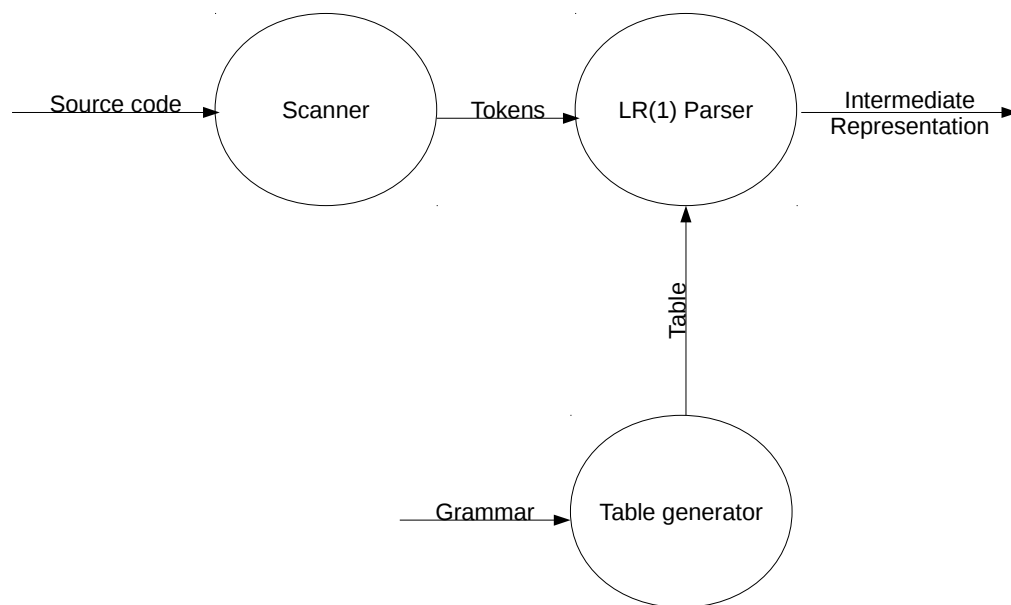 Source code
Scanner
Tokens
LR(1) Parser
Intermediate
Representation
Table
Grammar
Table generator